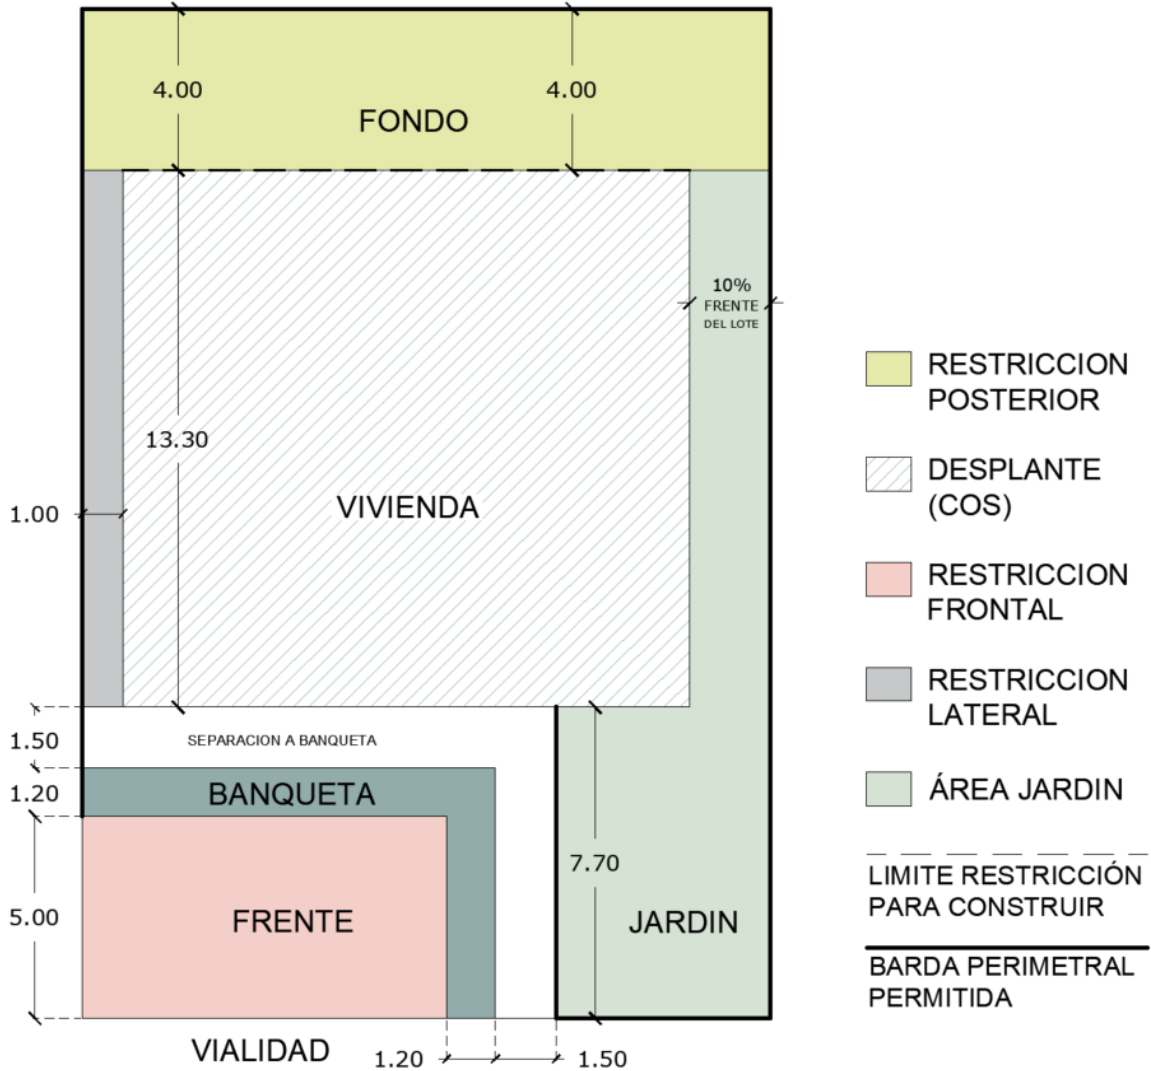 4.00
4.00
FONDO
10%
FRENTE
DEL LOTE
13.30
1.00
VIVIENDA
1.50
SEPARACION A BANQUETA
1.20
BANQUETA
7.70
5.00
FRENTE
JARDIN
VIALIDAD
1.20
1.50
RESTRICCION
POSTERIOR
DESPLANTE
(COS)
RESTRICCION
FRONTAL
RESTRICCION
LATERAL
ÁREA JARDIN
LIMITE RESTRICCIÓN
PARA CONSTRUIR
BARDA PERIMETRAL
PERMITIDA